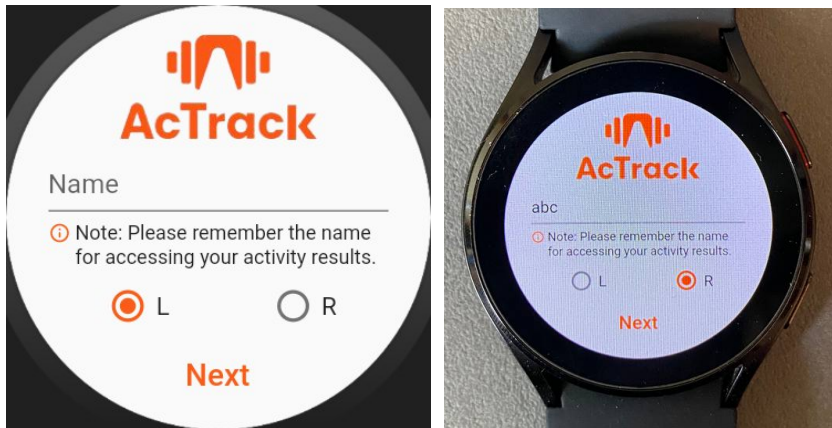 AcTrack
Name
Note: Please remember the name
for accessing your activity results.
L R
Next
AcTrack
abc
Note: Please remember the name
for accessing your activity results.
L R
Next